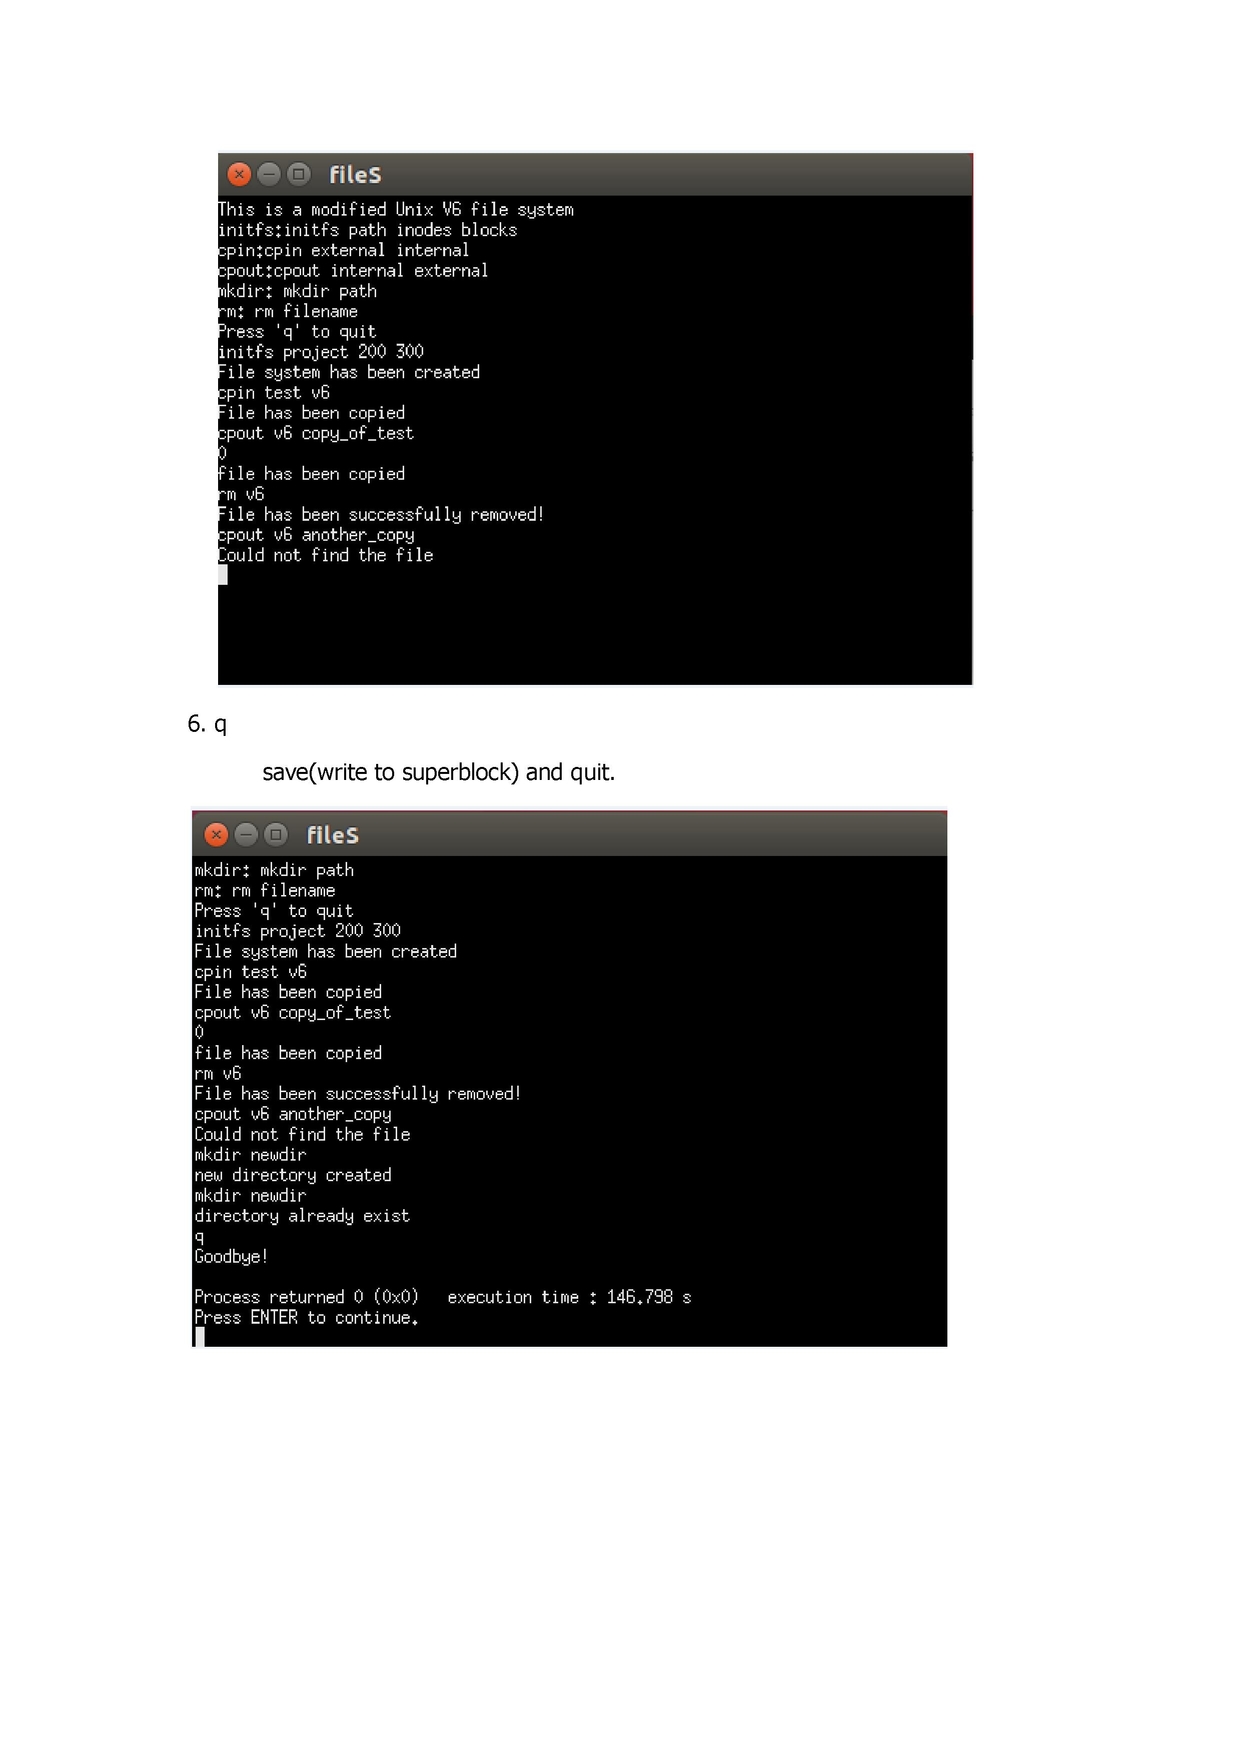 fileS
This is a modified Unix V6 file system
initfs:initfs path inodes blocks
cpin:cpin external internal
cpout:cpout internal external
mkdir: mkdir path
rm: rm filename
Press 'q' to quit
initfs project 200 300
File system has been created
cpin test v6
File has been copied
cpout v6 copy_of_test
0
file has been copied
rm v6
File has been successfully removed!
cpout v6 another_copy
Could not find the file
6. q
save(write to superblock) and quit.
fileS
mkdir: mkdir path
rm: rm filename
Press 'q' to quit
initfs project 200 300
File system has been created
cpin test v6
File has been copied
cpout v6 copy_of_test
0
file has been copied
rm v6
File has been successfully removed!
cpout v6 another_copy
Could not find the file
mkdir newdir
new directory created
mkdir newdir
directory already exist
q
Goodbye!
Process returned 0 (0x0)   execution time : 146.798 s
Press ENTER to continue.